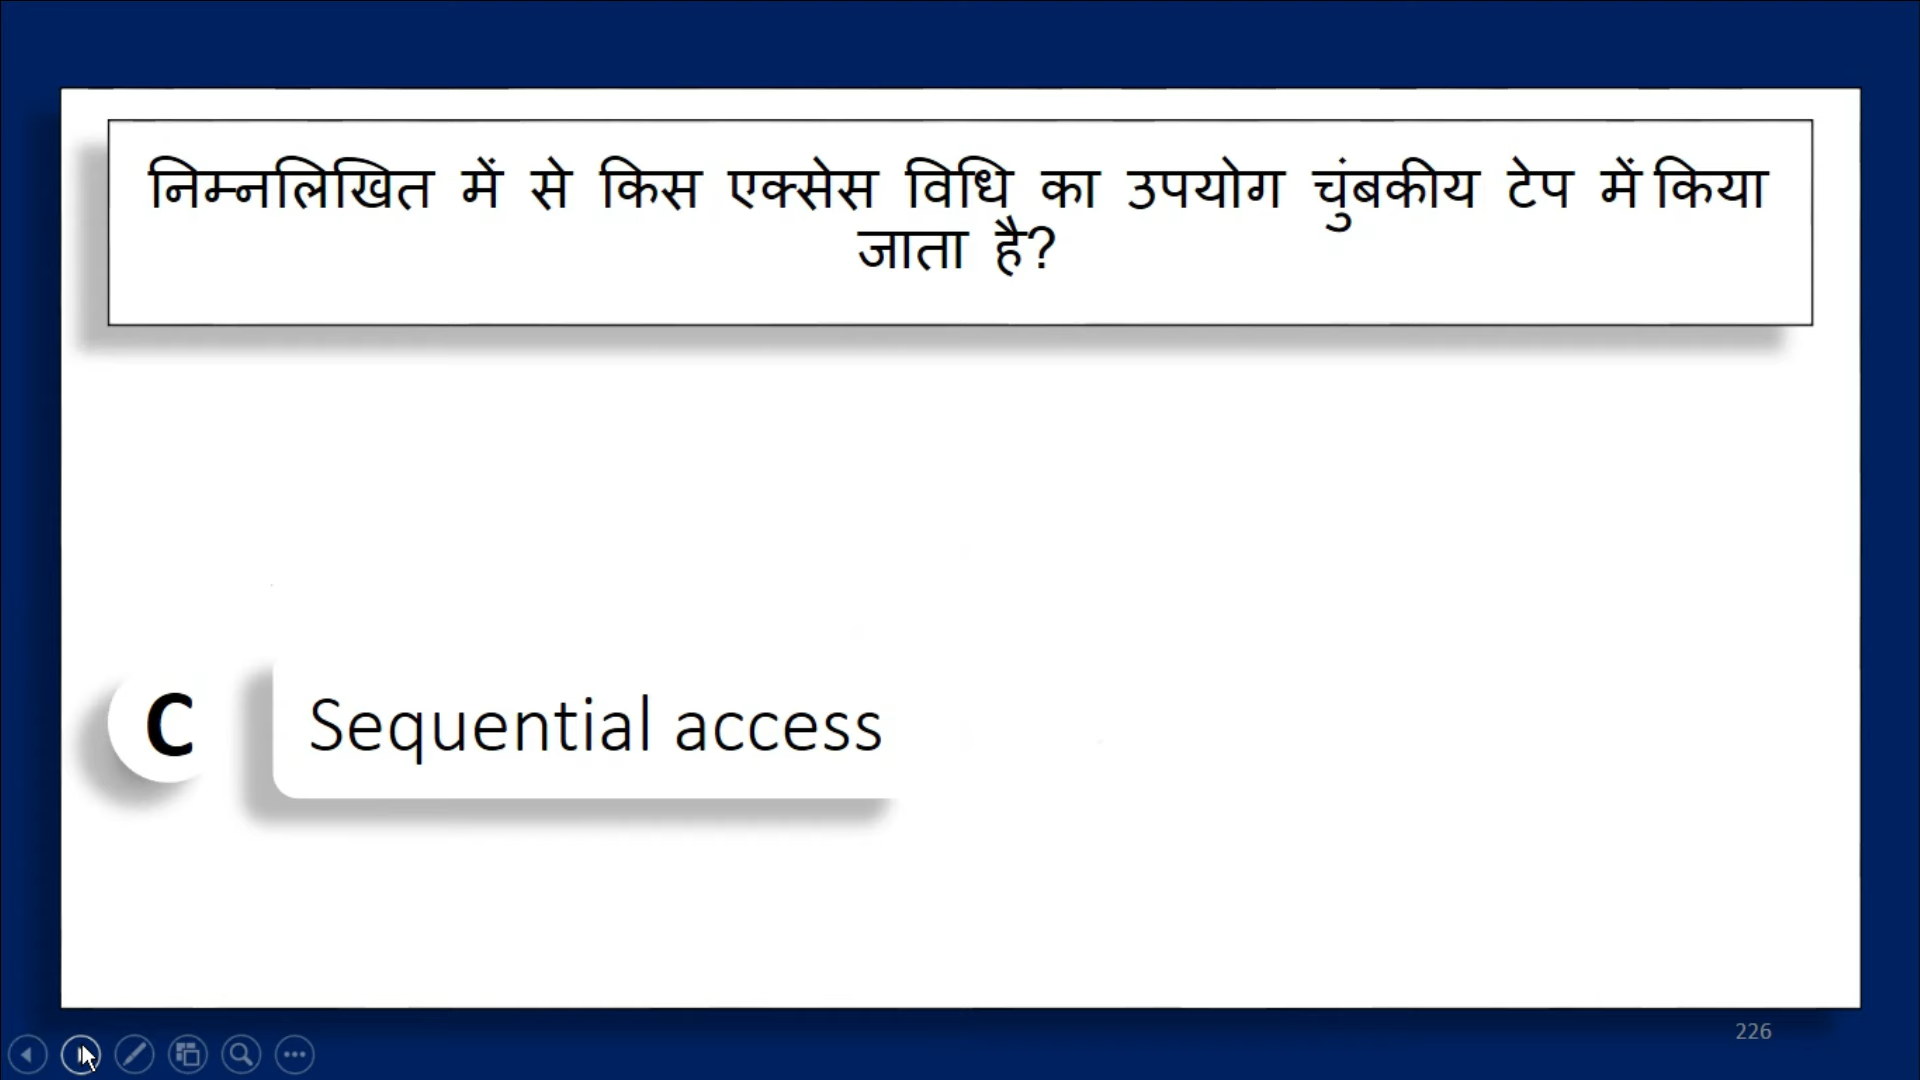 निम्नलिखित में से किस एक्सेस विधि का उपयोग चुंबकीय टेप में किया
जाता है?
C Sequential access
226